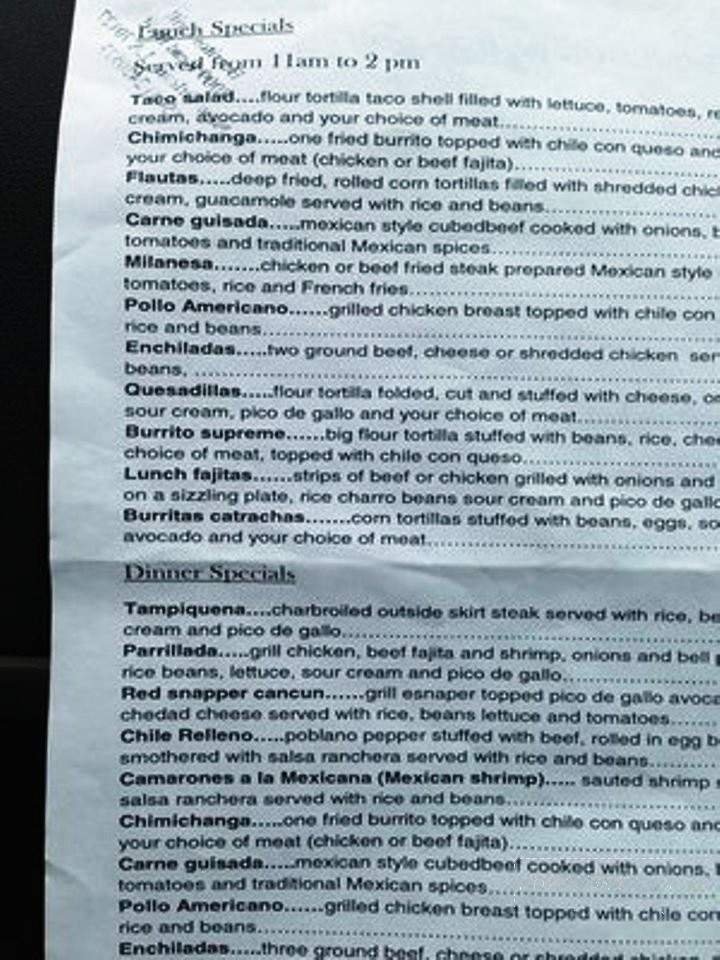 Lunch Specials
Served from 11am to 2 pm
Taco salad....flour tortilla taco shell filled with lettuce, tomatoes, re
cream, avocado and your choice of meat..........
Chimichanga.....one fried burrito topped with chile con queso and
your choice of meat (chicken or beef fajita)..........
Flautas.....deep fried, rolled corn tortillas filled with shredded chic
cream, guacamole served with rice and beans..........
Carne guisada.....mexican style cubedbeef cooked with onions, b
tomatoes and traditional Mexican spices..........
Milanesa.......chicken or beef fried steak prepared Mexican style
tomatoes, rice and French fries..........
Pollo Americano......grilled chicken breast topped with chile con
rice and beans..........
Enchiladas.....two ground beef, cheese or shredded chicken ser
beans, ..........
Quesadillas.....flour tortilla folded, cut and stuffed with cheese, on
sour cream, pico de gallo and your choice of meat..........
Burrito supreme......big flour tortilla stuffed with beans, rice, chee
choice of meat, topped with chile con queso..........
Lunch fajitas......strips of beef or chicken grilled with onions and
on a sizzling plate, rice charro beans sour cream and pico de gallo
Burritas catrachas.......corn tortillas stuffed with beans, eggs, so
avocado and your choice of meat..........
Dinner Specials
Tampiquena....charbroiled outside skirt steak served with rice, be
cream and pico de gallo..........
Parrillada.....grill chicken, beef fajita and shrimp, onions and bell
rice beans, lettuce, sour cream and pico de gallo..........
Red snapper cancun......grill esnaper topped pico de gallo avoca
chedad cheese served with rice, beans lettuce and tomatoes.......
Chile Relleno.....poblano pepper stuffed with beef, rolled in egg b
smothered with salsa ranchera served with rice and beans..........
Camarones a la Mexicana (Mexican shrimp)..... sauted shrimp
salsa ranchera served with rice and beans..........
Chimichanga.....one fried burrito topped with chile con queso and
your choice of meat (chicken or beef fajita)..........
Carne guisada.....mexican style cubedbeef cooked with onions, b
tomatoes and traditional Mexican spices..........
Pollo Americano......grilled chicken breast topped with chile con
rice and beans..........
Enchiladas.....three ground beef, cheese or shredded chicken